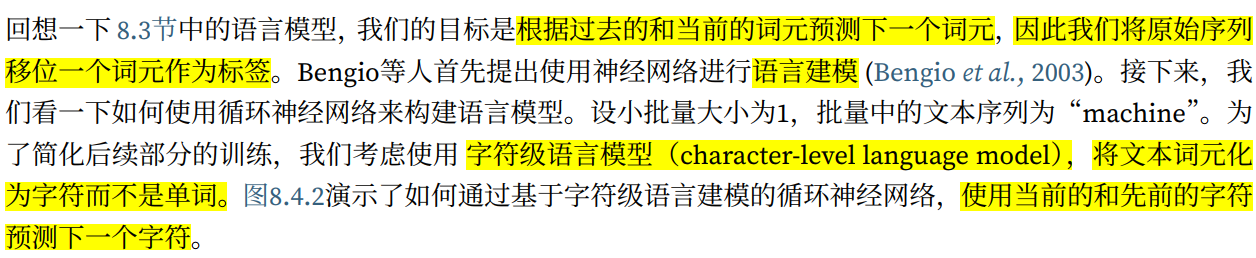 回想一下 8.3节中的语言模型, 我们的目标是根据过去的和当前的词元预测下一个词元, 因此我们将原始序列
移位一个词元作为标签。Bengio等人首先提出使用神经网络进行语言建模 (Bengio et al., 2003)。接下来，我
们看一下如何使用循环神经网络来构建语言模型。设小批量大小为1，批量中的文本序列为“machine”。为
了简化后续部分的训练，我们考虑使用 字符级语言模型（character-level language model），将文本词元化
为字符而不是单词。图8.4.2演示了如何通过基于字符级语言建模的循环神经网络，使用当前的和先前的字符
预测下一个字符。